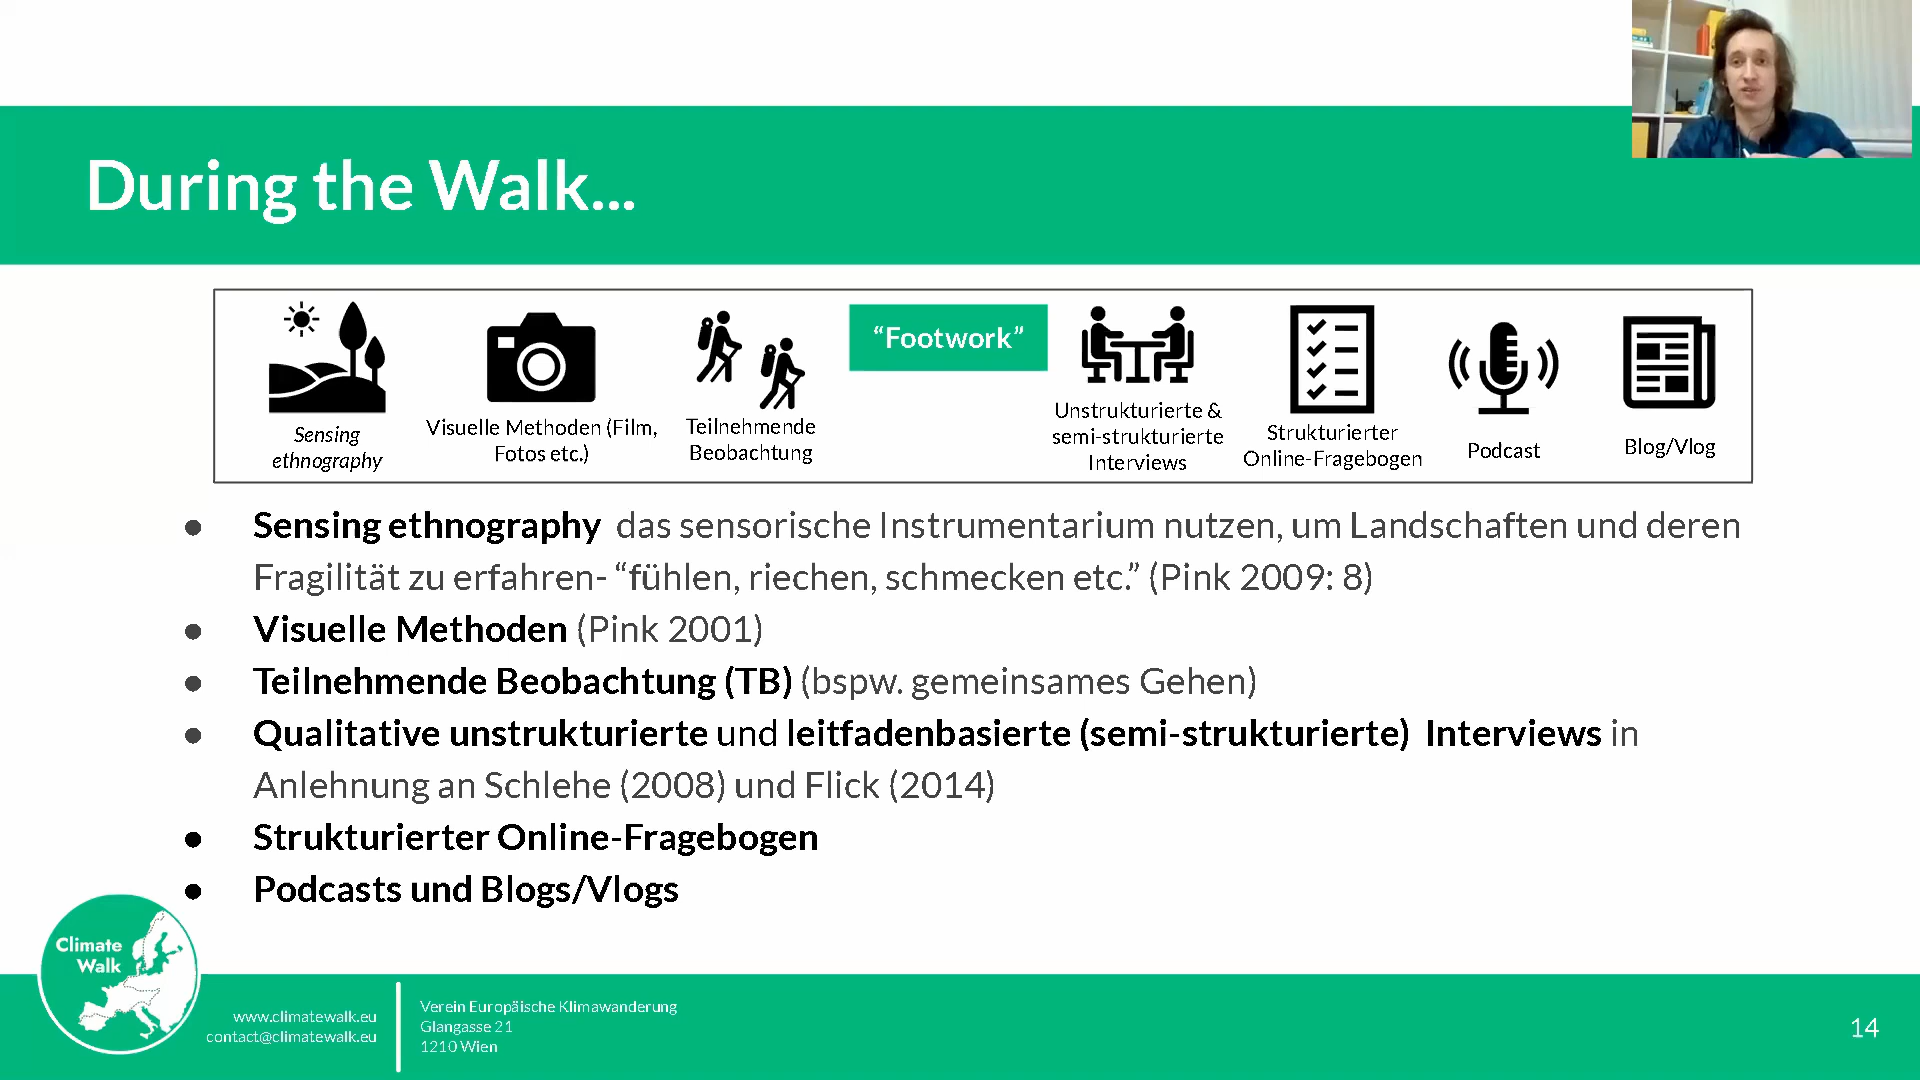 During the Walk...
Sensing
ethnography
Visuelle Methoden (Film,
Fotos etc.)
Teilnehmende
Beobachtung
“Footwork”
Unstrukturierte &
semi-strukturierte
Interviews
Strukturierter
Online-Fragebogen
Podcast
Blog/Vlog
● Sensing ethnography das sensorische Instrumentarium nutzen, um Landschaften und deren
Fragilität zu erfahren- “fühlen, riechen, schmecken etc.” (Pink 2009: 8)
● Visuelle Methoden (Pink 2001)
● Teilnehmende Beobachtung (TB) (bspw. gemeinsames Gehen)
● Qualitative unstrukturierte und leitfadenbasierte (semi-strukturierte) Interviews in
Anlehnung an Schlehe (2008) und Flick (2014)
● Strukturierter Online-Fragebogen
● Podcasts und Blogs/Vlogs
Climate
Walk
www.climatewalk.eu
contact@climatewalk.eu
Verein Europäische Klimawanderung
Glangasse 21
1210 Wien
14